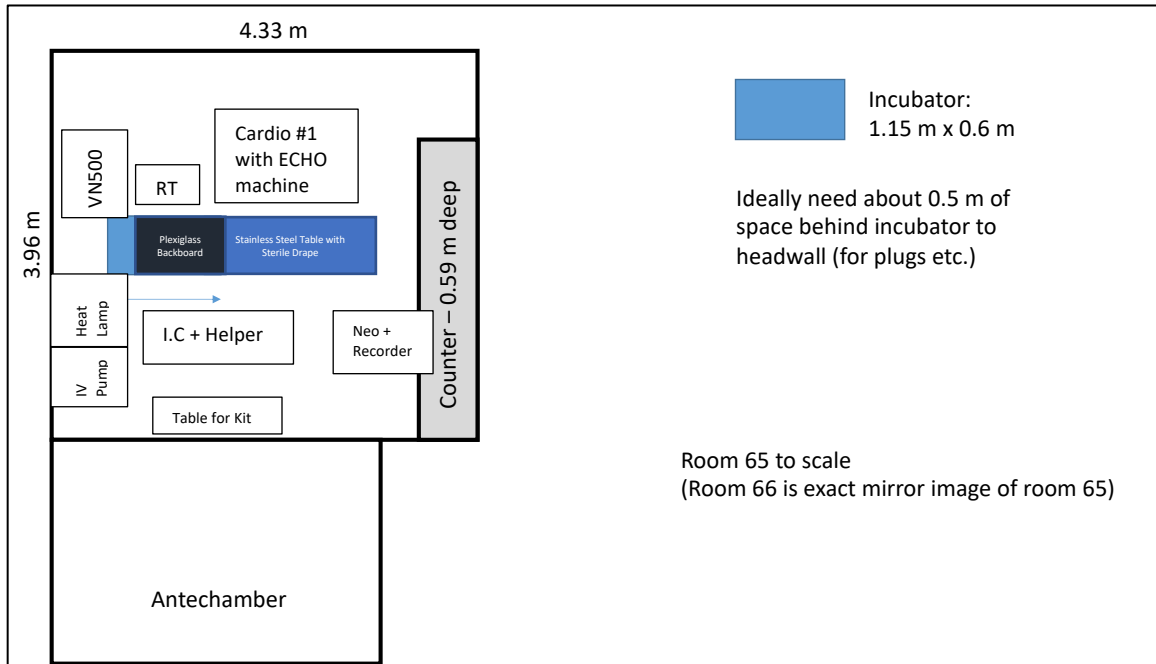 4.33 m
3.96 m
VN500
RT
Cardio #1
with ECHO
machine
Plexiglass
Backboard
Stainless Steel Table with
Sterile Drape
Heat
Lamp
I.C + Helper
Neo +
Recorder
Counter – 0.59 m deep
IV
Pump
Table for Kit
Antechamber
Incubator:
1.15 m x 0.6 m
Ideally need about 0.5 m of
space behind incubator to
headwall (for plugs etc.)
Room 65 to scale
(Room 66 is exact mirror image of room 65)